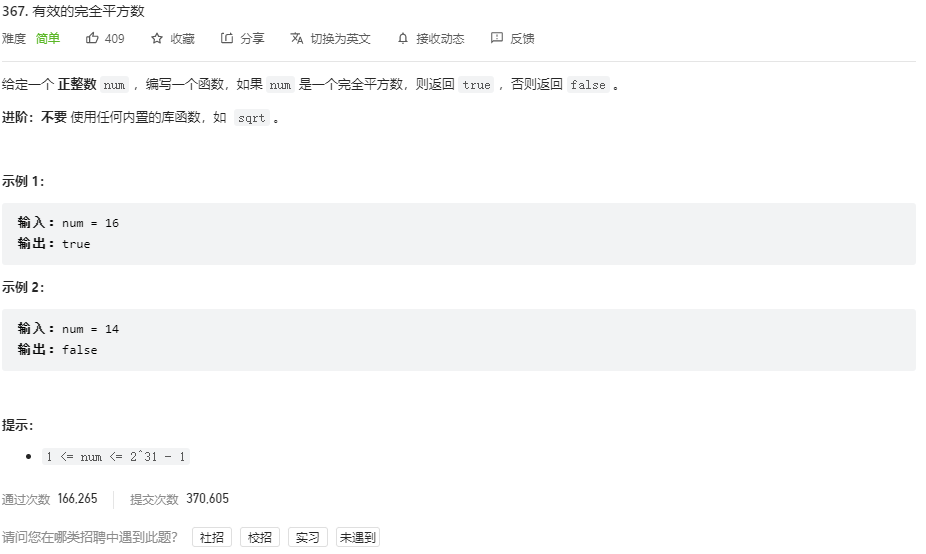 367. 有效的完全平方数
难度 简单 409 收藏 分享 切换为英文 接收动态 反馈
给定一个 正整数 num ，编写一个函数，如果 num 是一个完全平方数，则返回 true ，否则返回 false 。
进阶：不要 使用任何内置的库函数，如 sqrt 。
示例 1：
输入：num = 16
输出：true
示例 2：
输入：num = 14
输出：false
提示：
1 <= num <= 2^31 - 1
通过次数 166,265 提交次数 370,605
请问您在哪类招聘中遇到此题？ 社招 校招 实习 未遇到